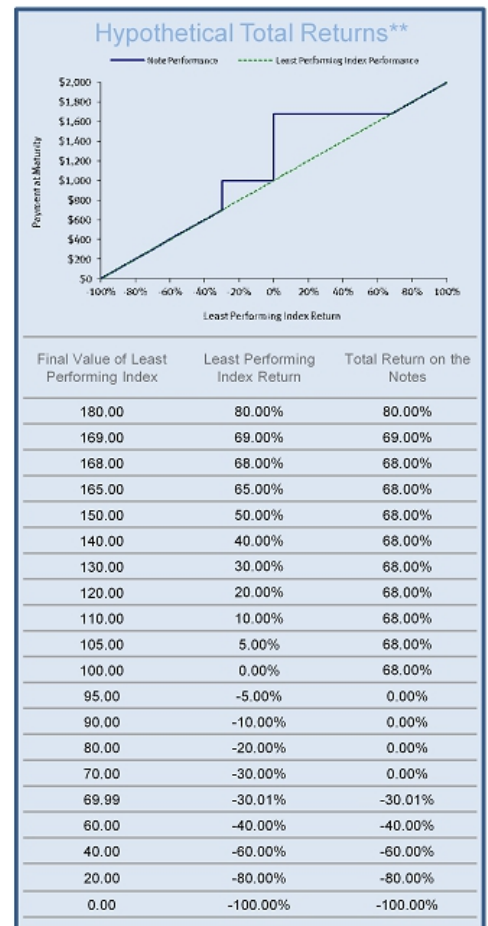 Hypothetical Total Returns**
Note Performance Least Performing Index Performance
Payment at Maturity
$2,000
$1,800
$1,600
$1,400
$1,200
$1,000
$800
$600
$400
$200
$0
-100% -80% -60% -40% -20% 0% 20% 40% 60% 80% 100%
Least Performing Index Return
Final Value of Least Performing Index Least Performing Index Return Total Return on the Notes
180.00 80.00% 80.00%
169.00 69.00% 69.00%
168.00 68.00% 68.00%
165.00 65.00% 68.00%
150.00 50.00% 68.00%
140.00 40.00% 68.00%
130.00 30.00% 68.00%
120.00 20.00% 68.00%
110.00 10.00% 68.00%
105.00 5.00% 68.00%
100.00 0.00% 68.00%
95.00 -5.00% 0.00%
90.00 -10.00% 0.00%
80.00 -20.00% 0.00%
70.00 -30.00% 0.00%
69.99 -30.01% -30.01%
60.00 -40.00% -40.00%
40.00 -60.00% -60.00%
20.00 -80.00% -80.00%
0.00 -100.00% -100.00%